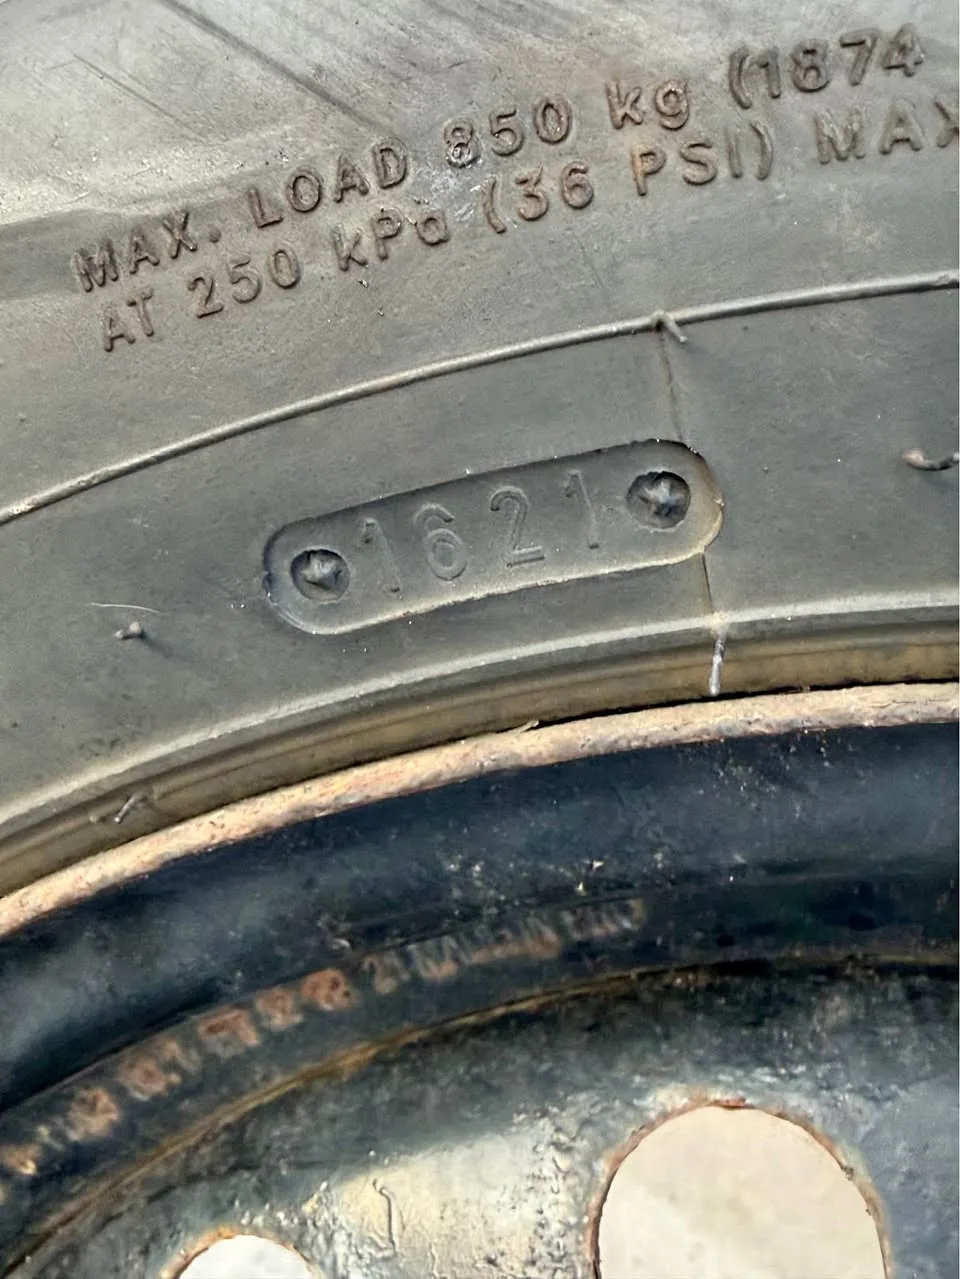 MAX. LOAD 850 kg (1874
AT 250 kPa (36 PSI) MAX
1621